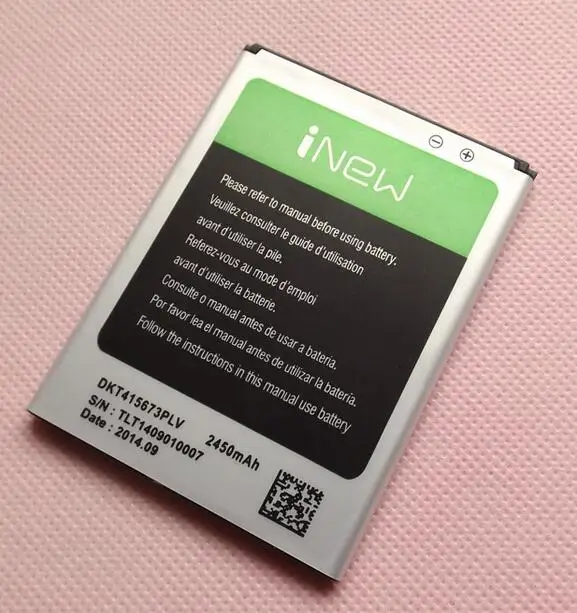 iNew
⊖ ⊕
Please refer to manual before using battery.
Veuillez consulter le guide d'utilisation
avant d'utiliser la pile.
Referez-vous au mode d'emploi
avant d'utiliser la batterie.
Consulte o manual antes de usar a bateria.
Por favor lea el manual antes de utilizar la bateria.
Follow the instructions in this manual use battery
DKT415673PLV 2450mAh
S/N : TLT1409010007
Date : 2014.09